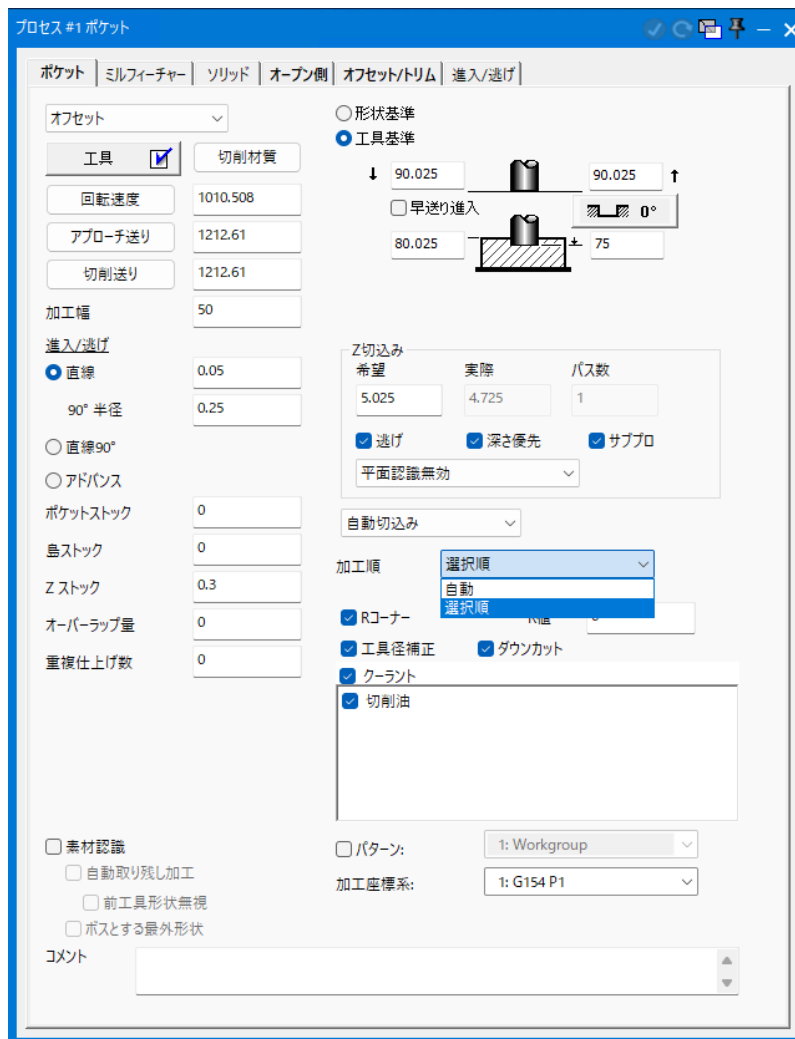 プロセス #1 ポケット
ポケット ミルフィーチャー ソリッド オープン側 オフセット/トリム 進入/逃げ
オフセット
工具 切削材質
回転速度 1010.508
アプローチ送り 1212.61
切削送り 1212.61
加工幅 50
進入/逃げ
直線 0.05
90° 半径 0.25
直線90°
アドバンス
ポケットストック 0
島ストック 0
Z ストック 0.3
オーバーラップ量 0
重複仕上げ数 0
形状基準
工具基準
90.025 90.025
早送り進入 0°
80.025 75
Z切込み
希望 実際 パス数
5.025 4.725 1
逃げ 深さ優先 サブプロ
平面認識無効
自動切込み
加工順 選択順
自動
選択順
Rコーナー
工具径補正 ダウンカット
クーラント
切削油
素材認識
自動取り残し加工
前工具形状無視
ボスとする最外形状
パターン: 1: Workgroup
加工座標系: 1: G154 P1
コメント